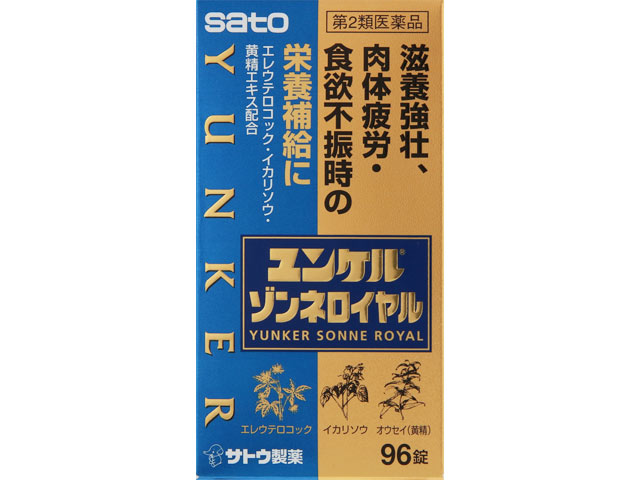 sato
第2類医薬品
滋養強壮、
肉体疲労・
食欲不振時の
栄養補給に
エレウテロコック・イカリソウ・
黄精エキス配合
YUNKER
ユンケル®
ゾンネロイヤル
YUNKER SONNE ROYAL
エレウテロコック
イカリソウ
オウセイ(黄精)
サトウ製薬
96錠